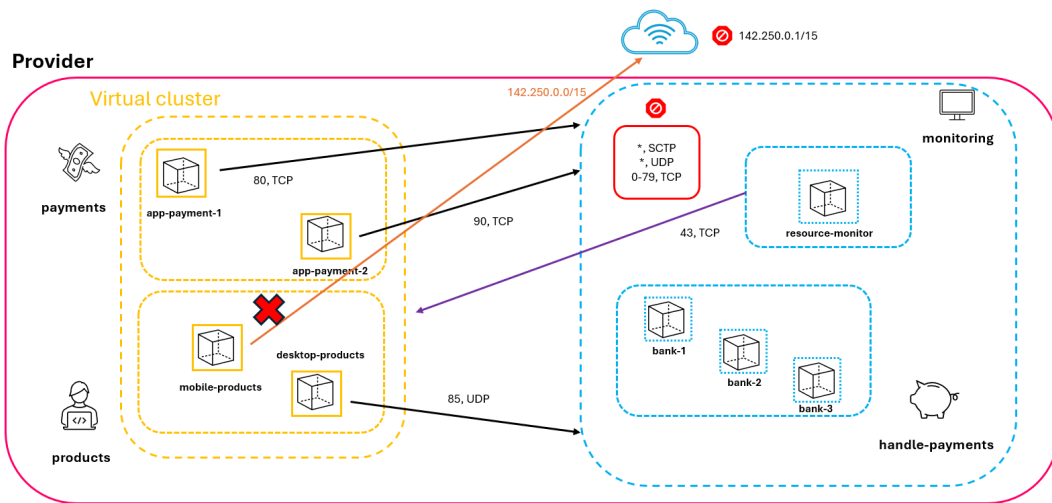 142.250.0.1/15
Provider
142.250.0.0/15
Virtual cluster
monitoring
*, SCTP
*, UDP
0-79, TCP
80, TCP
payments
app-payment-1
90, TCP
43, TCP
resource-monitor
app-payment-2
desktop-products
bank-1
mobile-products
bank-2
85, UDP
bank-3
</>
products
handle-payments